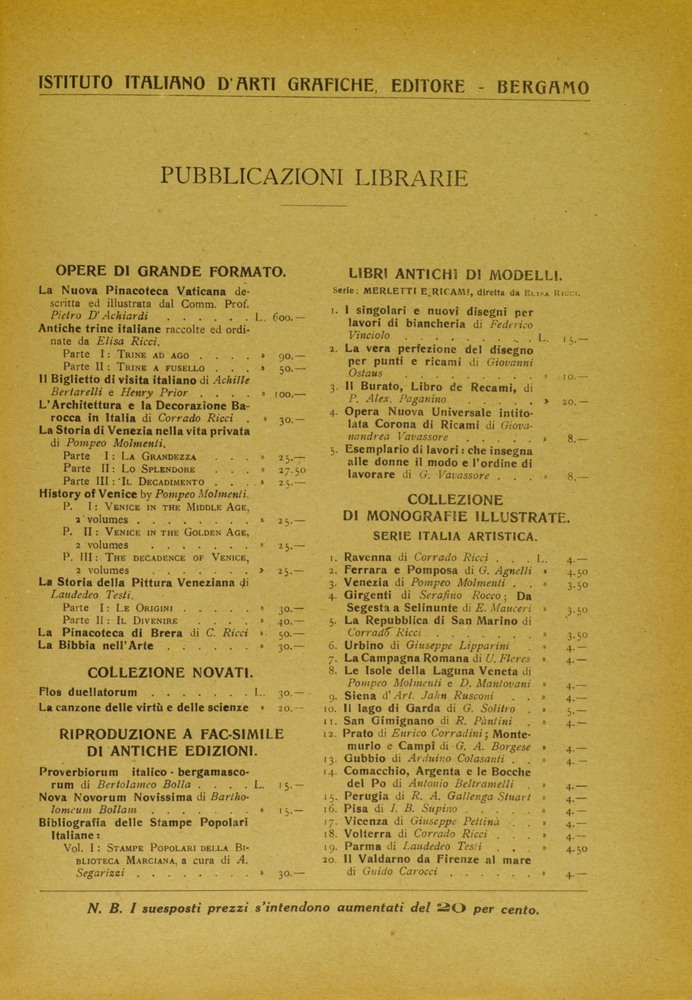 ISTITUTO ITALIANO D'ARTI GRAFICHE, EDITORE - BERGAMO
PUBBLICAZIONI LIBRARIE
OPERE DI GRANDE FORMATO.
La Nuova Pinacoteca Vaticana de-
scritta ed illustrata dal Comm. Prof.
Pietro D'Achiardi . . . . . . L. 600.—
Antiche trine italiane raccolte ed ordi-
nate da Elisa Ricci.
Parte I: TRINE AD AGO . . . . » 90.—
Parte II: TRINE A FUSELLO . . . » 50.—
Il Biglietto di visita italiano di Achille
Bertarelli e Henry Prior . . . . » 100.—
L'Architettura e la Decorazione Ba-
rocca in Italia di Corrado Ricci . » 30.—
La Storia di Venezia nella vita privata
di Pompeo Molmenti.
Parte I: LA GRANDEZZA . . . » 25.—
Parte II: LO SPLENDORE . . . » 27.50
Parte III: IL DECADIMENTO . . . » 25.—
History of Venice by Pompeo Molmenti.
P. I: VENICE IN THE MIDDLE AGE,
2 volumes . . . . . . . . » 25.—
P. II: VENICE IN THE GOLDEN AGE,
2 volumes . . . . . . . » 25.—
P. III: THE DECADENCE OF VENICE,
2 volumes . . . . . . . » 25.—
La Storia della Pittura Veneziana di
Laudedeo Testi.
Parte I: LE ORIGINI . . . . . » 30.—
Parte II: IL DIVENIRE . . . . » 40.—
La Pinacoteca di Brera di C. Ricci » 50.—
La Bibbia nell'Arte . . . . . . » 30.—
COLLEZIONE NOVATI.
Flos duellatorum . . . . . . . L. 30.—
La canzone delle virtù e delle scienze » 20.—
RIPRODUZIONE A FAC-SIMILE
DI ANTICHE EDIZIONI.
Proverbiorum italico-bergamasco-
rum di Bertolameo Bolla . . . . L. 15.—
Nova Novorum Novissima di Bartho-
lomeum Bollam . . . . . . . » 15.—
Bibliografia delle Stampe Popolari
Italiane:
Vol. I: STAMPE POPOLARI DELLA BI-
BLIOTECA MARCIANA, a cura di A.
Segarizzi . . . . . . . . » 30.—
LIBRI ANTICHI DI MODELLI.
Serie: MERLETTI E RICAMI, diretta da ELISA RICCI.
1. I singolari e nuovi disegni per
lavori di biancheria di Federico
Vinciolo . . . . . . . L. 15.—
2. La vera perfezione del disegno
per punti e ricami di Giovanni
Ostaus . . . . . . . . » 10.—
3. Il Burato, Libro de Recami, di
P. Alex. Paganino . . . . . » 20.—
4. Opera Nuova Universale intito-
lata Corona di Ricami di Giova-
nandrea Vavassore . . . . . » 8.—
5. Esemplario di lavori: che insegna
alle donne il modo e l'ordine di
lavorare di G. Vavassore . . . » 8.—
COLLEZIONE
DI MONOGRAFIE ILLUSTRATE.
SERIE ITALIA ARTISTICA.
1. Ravenna di Corrado Ricci . . . L. 4.—
2. Ferrara e Pomposa di G. Agnelli » 4.50
3. Venezia di Pompeo Molmenti . . » 3.50
4. Girgenti di Serafino Rocco; Da
Segesta a Selinunte di E. Mauceri » 3.50
5. La Repubblica di San Marino di
Corrado Ricci . . . . . . . » 3.50
6. Urbino di Giuseppe Lipparini . » 4.—
7. La Campagna Romana di U. Fleres » 4.—
8. Le Isole della Laguna Veneta di
Pompeo Molmenti e D. Mantovani » 4.—
9. Siena d'Art. Jahn Rusconi . . » 4.—
10. Il lago di Garda di G. Solitro . » 5.—
11. San Gimignano di R. Pàntini . » 4.—
12. Prato di Enrico Corradini; Monte-
murlo e Campi di G. A. Borgese » 4.—
13. Gubbio di Arduino Colasanti . . » 4.—
14. Comacchio, Argenta e le Bocche
del Po di Antonio Beltramelli . » 4.—
15. Perugia di R. A. Gallenga Stuart » 4.—
16. Pisa di I. B. Supino . . . . » 4.—
17. Vicenza di Giuseppe Pettinà . . » 4.—
18. Volterra di Corrado Ricci . . . » 4.—
19. Parma di Laudedeo Testi . . . » 4.50
20. Il Valdarno da Firenze al mare
di Guido Carocci . . . . . . » 4.—
N. B. I suesposti prezzi s'intendono aumentati del 20 per cento.